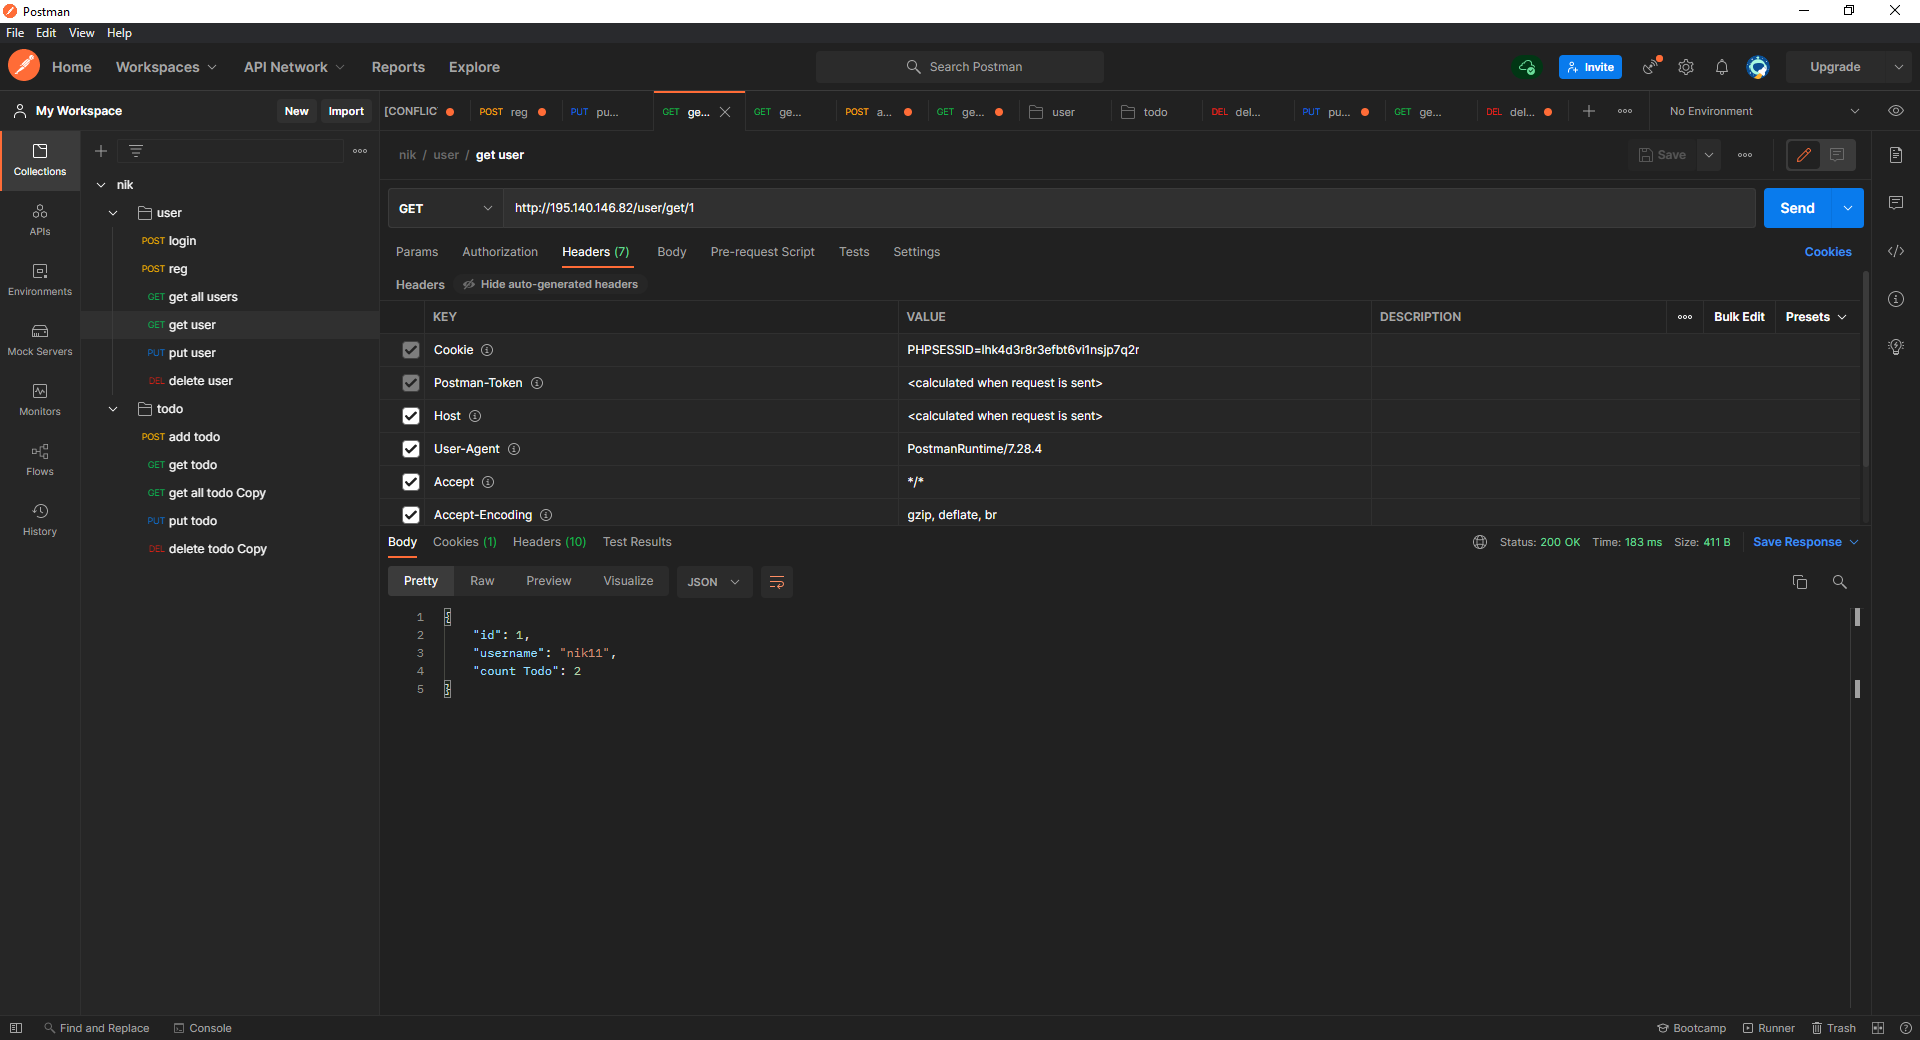 Postman
File Edit View Help
Home Workspaces API Network Reports Explore Search Postman Invite Upgrade
My Workspace New Import [CONFLIC POST reg PUT pu... GET ge... GET ge... POST a... GET ge... user todo DEL del... PUT pu... GET ge... DEL del... No Environment
Collections
APIs
Environments
Mock Servers
Monitors
Flows
History
nik
user
POST login
POST reg
GET get all users
GET get user
PUT put user
DEL delete user
todo
POST add todo
GET get todo
GET get all todo Copy
PUT put todo
DEL delete todo Copy
nik / user / get user Save
GET http://195.140.146.82/user/get/1 Send
Params Authorization Headers (7) Body Pre-request Script Tests Settings Cookies
Headers Hide auto-generated headers
KEY VALUE DESCRIPTION Bulk Edit Presets
Cookie PHPSESSID=lhk4d3r8r3efbt6vi1nsjp7q2r
Postman-Token <calculated when request is sent>
Host <calculated when request is sent>
User-Agent PostmanRuntime/7.28.4
Accept */*
Accept-Encoding gzip, deflate, br
Body Cookies (1) Headers (10) Test Results Status: 200 OK Time: 183 ms Size: 411 B Save Response
Pretty Raw Preview Visualize JSON
1 {
2 "id": 1,
3 "username": "nik11",
4 "count Todo": 2
5 }
Find and Replace Console Bootcamp Runner Trash